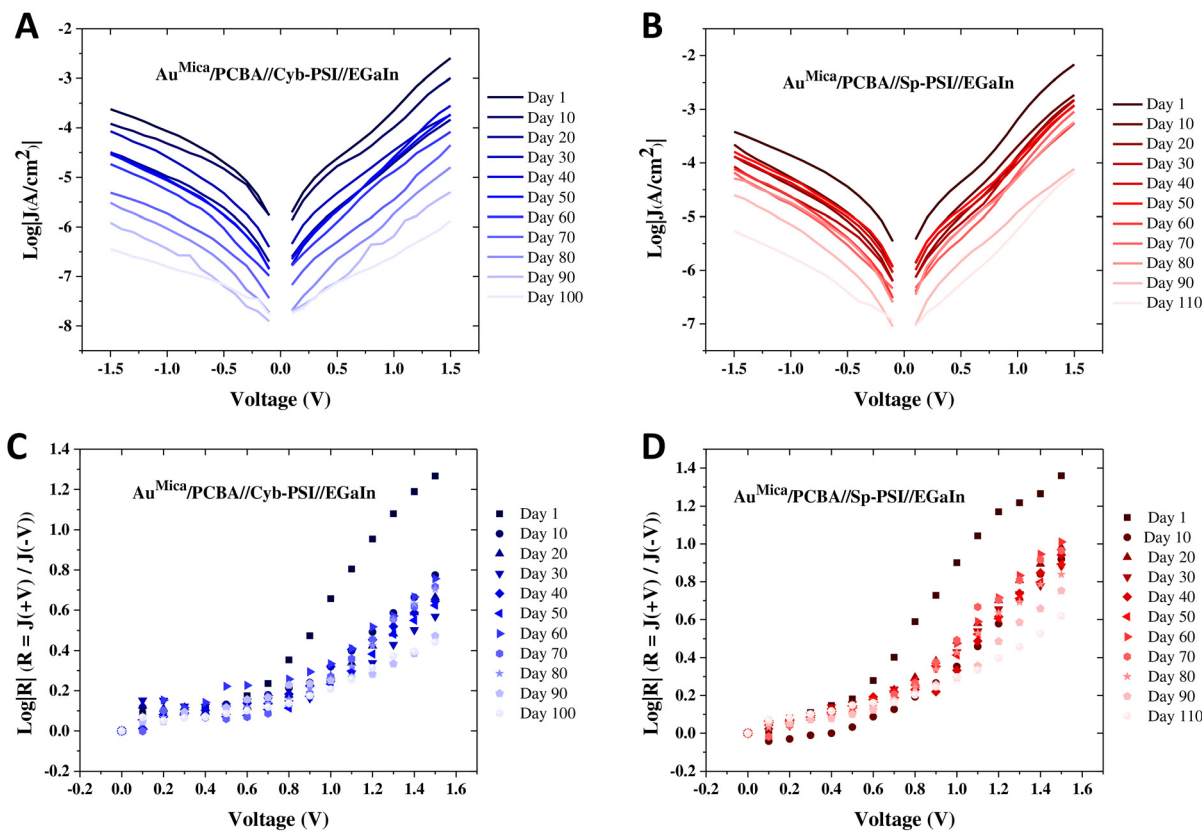 A
Au^Mica/PCBA//Cyb-PSI//EGaIn
Log|J(A/cm²)|
-2
-3
-4
-5
-6
-7
-8
-1.5 -1.0 -0.5 0.0 0.5 1.0 1.5
Voltage (V)
Day 1
Day 10
Day 20
Day 30
Day 40
Day 50
Day 60
Day 70
Day 80
Day 90
Day 100
B
Au^Mica/PCBA//Sp-PSI//EGaIn
Log|J(A/cm²)|
-2
-3
-4
-5
-6
-7
-1.5 -1.0 -0.5 0.0 0.5 1.0 1.5
Voltage (V)
Day 1
Day 10
Day 20
Day 30
Day 40
Day 50
Day 60
Day 70
Day 80
Day 90
Day 110
C
Au^Mica/PCBA//Cyb-PSI//EGaIn
Log|R| (R = J(+V) / J(-V))
1.4
1.2
1.0
0.8
0.6
0.4
0.2
0.0
-0.2
-0.2 0.0 0.2 0.4 0.6 0.8 1.0 1.2 1.4 1.6
Voltage (V)
Day 1
Day 10
Day 20
Day 30
Day 40
Day 50
Day 60
Day 70
Day 80
Day 90
Day 100
D
Au^Mica/PCBA//Sp-PSI//EGaIn
Log|R| (R = J(+V) / J(-V))
1.4
1.2
1.0
0.8
0.6
0.4
0.2
0.0
-0.2
-0.2 0.0 0.2 0.4 0.6 0.8 1.0 1.2 1.4 1.6
Voltage (V)
Day 1
Day 10
Day 20
Day 30
Day 40
Day 50
Day 60
Day 70
Day 80
Day 90
Day 110